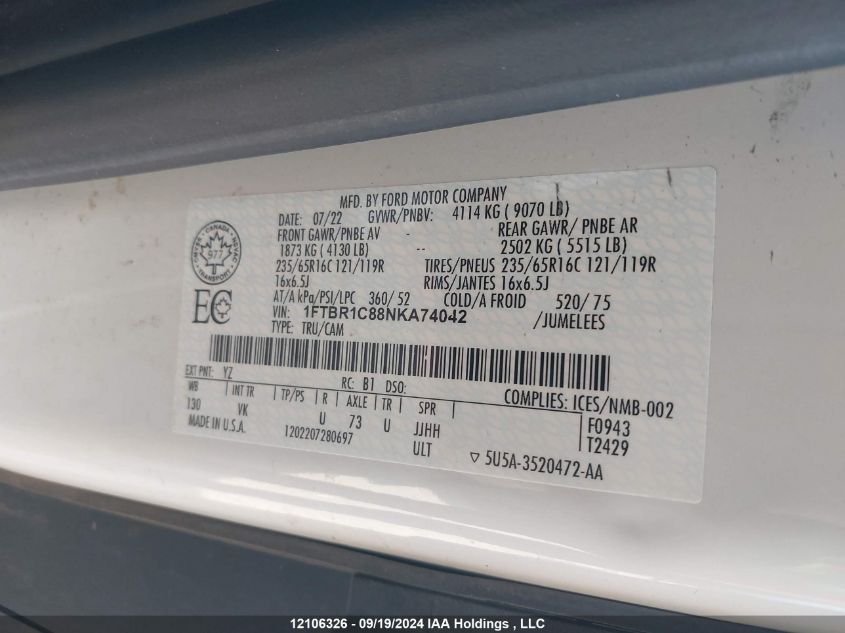 MFD. BY FORD MOTOR COMPANY
DATE: 07/22 GVWR/PNBV: 4114 KG ( 9070 LB)
FRONT GAWR/PNBE AV - REAR GAWR/ PNBE AR
1873 KG ( 4130 LB) -- 2502 KG ( 5515 LB)
235/65R16C 121/119R TIRES/PNEUS 235/65R16C 121/119R
16x6.5J RIMS/JANTES 16x6.5J
AT/A kPa/PSI/LPC 360/ 52 COLD/A FROID 520/ 75
VIN: 1FTBR1C88NKA74042 /JUMELEES
TYPE: TRU/CAM
CANADA
977
TRANSPORT
EC
EXT PNT: YZ RC: B1 DSO: COMPLIES: ICES/NMB-002
WB INT TR TP/PS R AXLE TR SPR F0943
130 VK U 73 U JJHH T2429
MADE IN U.S.A. 1202207280697 ULT ▽ 5U5A-3520472-AA
12106326 - 09/19/2024 IAA Holdings , LLC